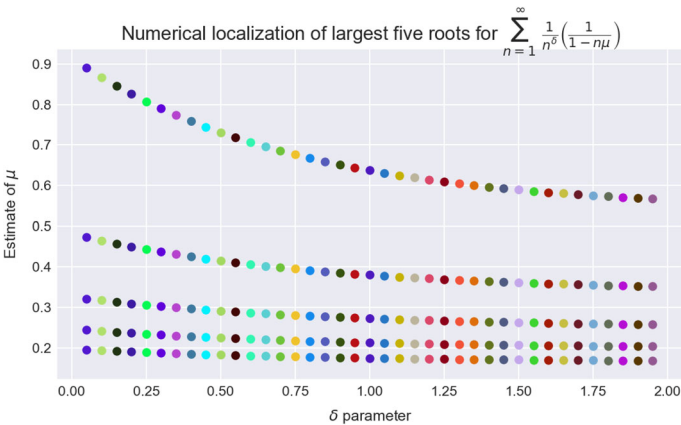 Numerical localization of largest five roots for $\sum_{n=1}^{\infty} \frac{1}{n^{\delta}} \left( \frac{1}{1-n\mu} \right)$
0.9
0.8
0.7
0.6
0.5
0.4
0.3
0.2
Estimate of μ
0.00 0.25 0.50 0.75 1.00 1.25 1.50 1.75 2.00
δ parameter